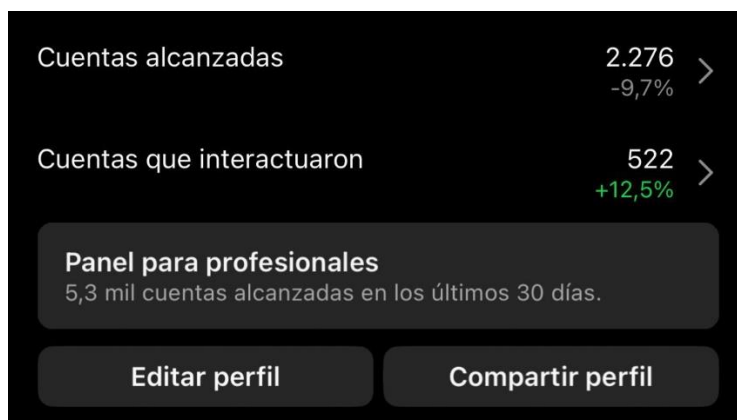 Cuentas alcanzadas
2.276
-9,7%
Cuentas que interactuaron
522
+12,5%
Panel para profesionales
5,3 mil cuentas alcanzadas en los últimos 30 días.
Editar perfil
Compartir perfil